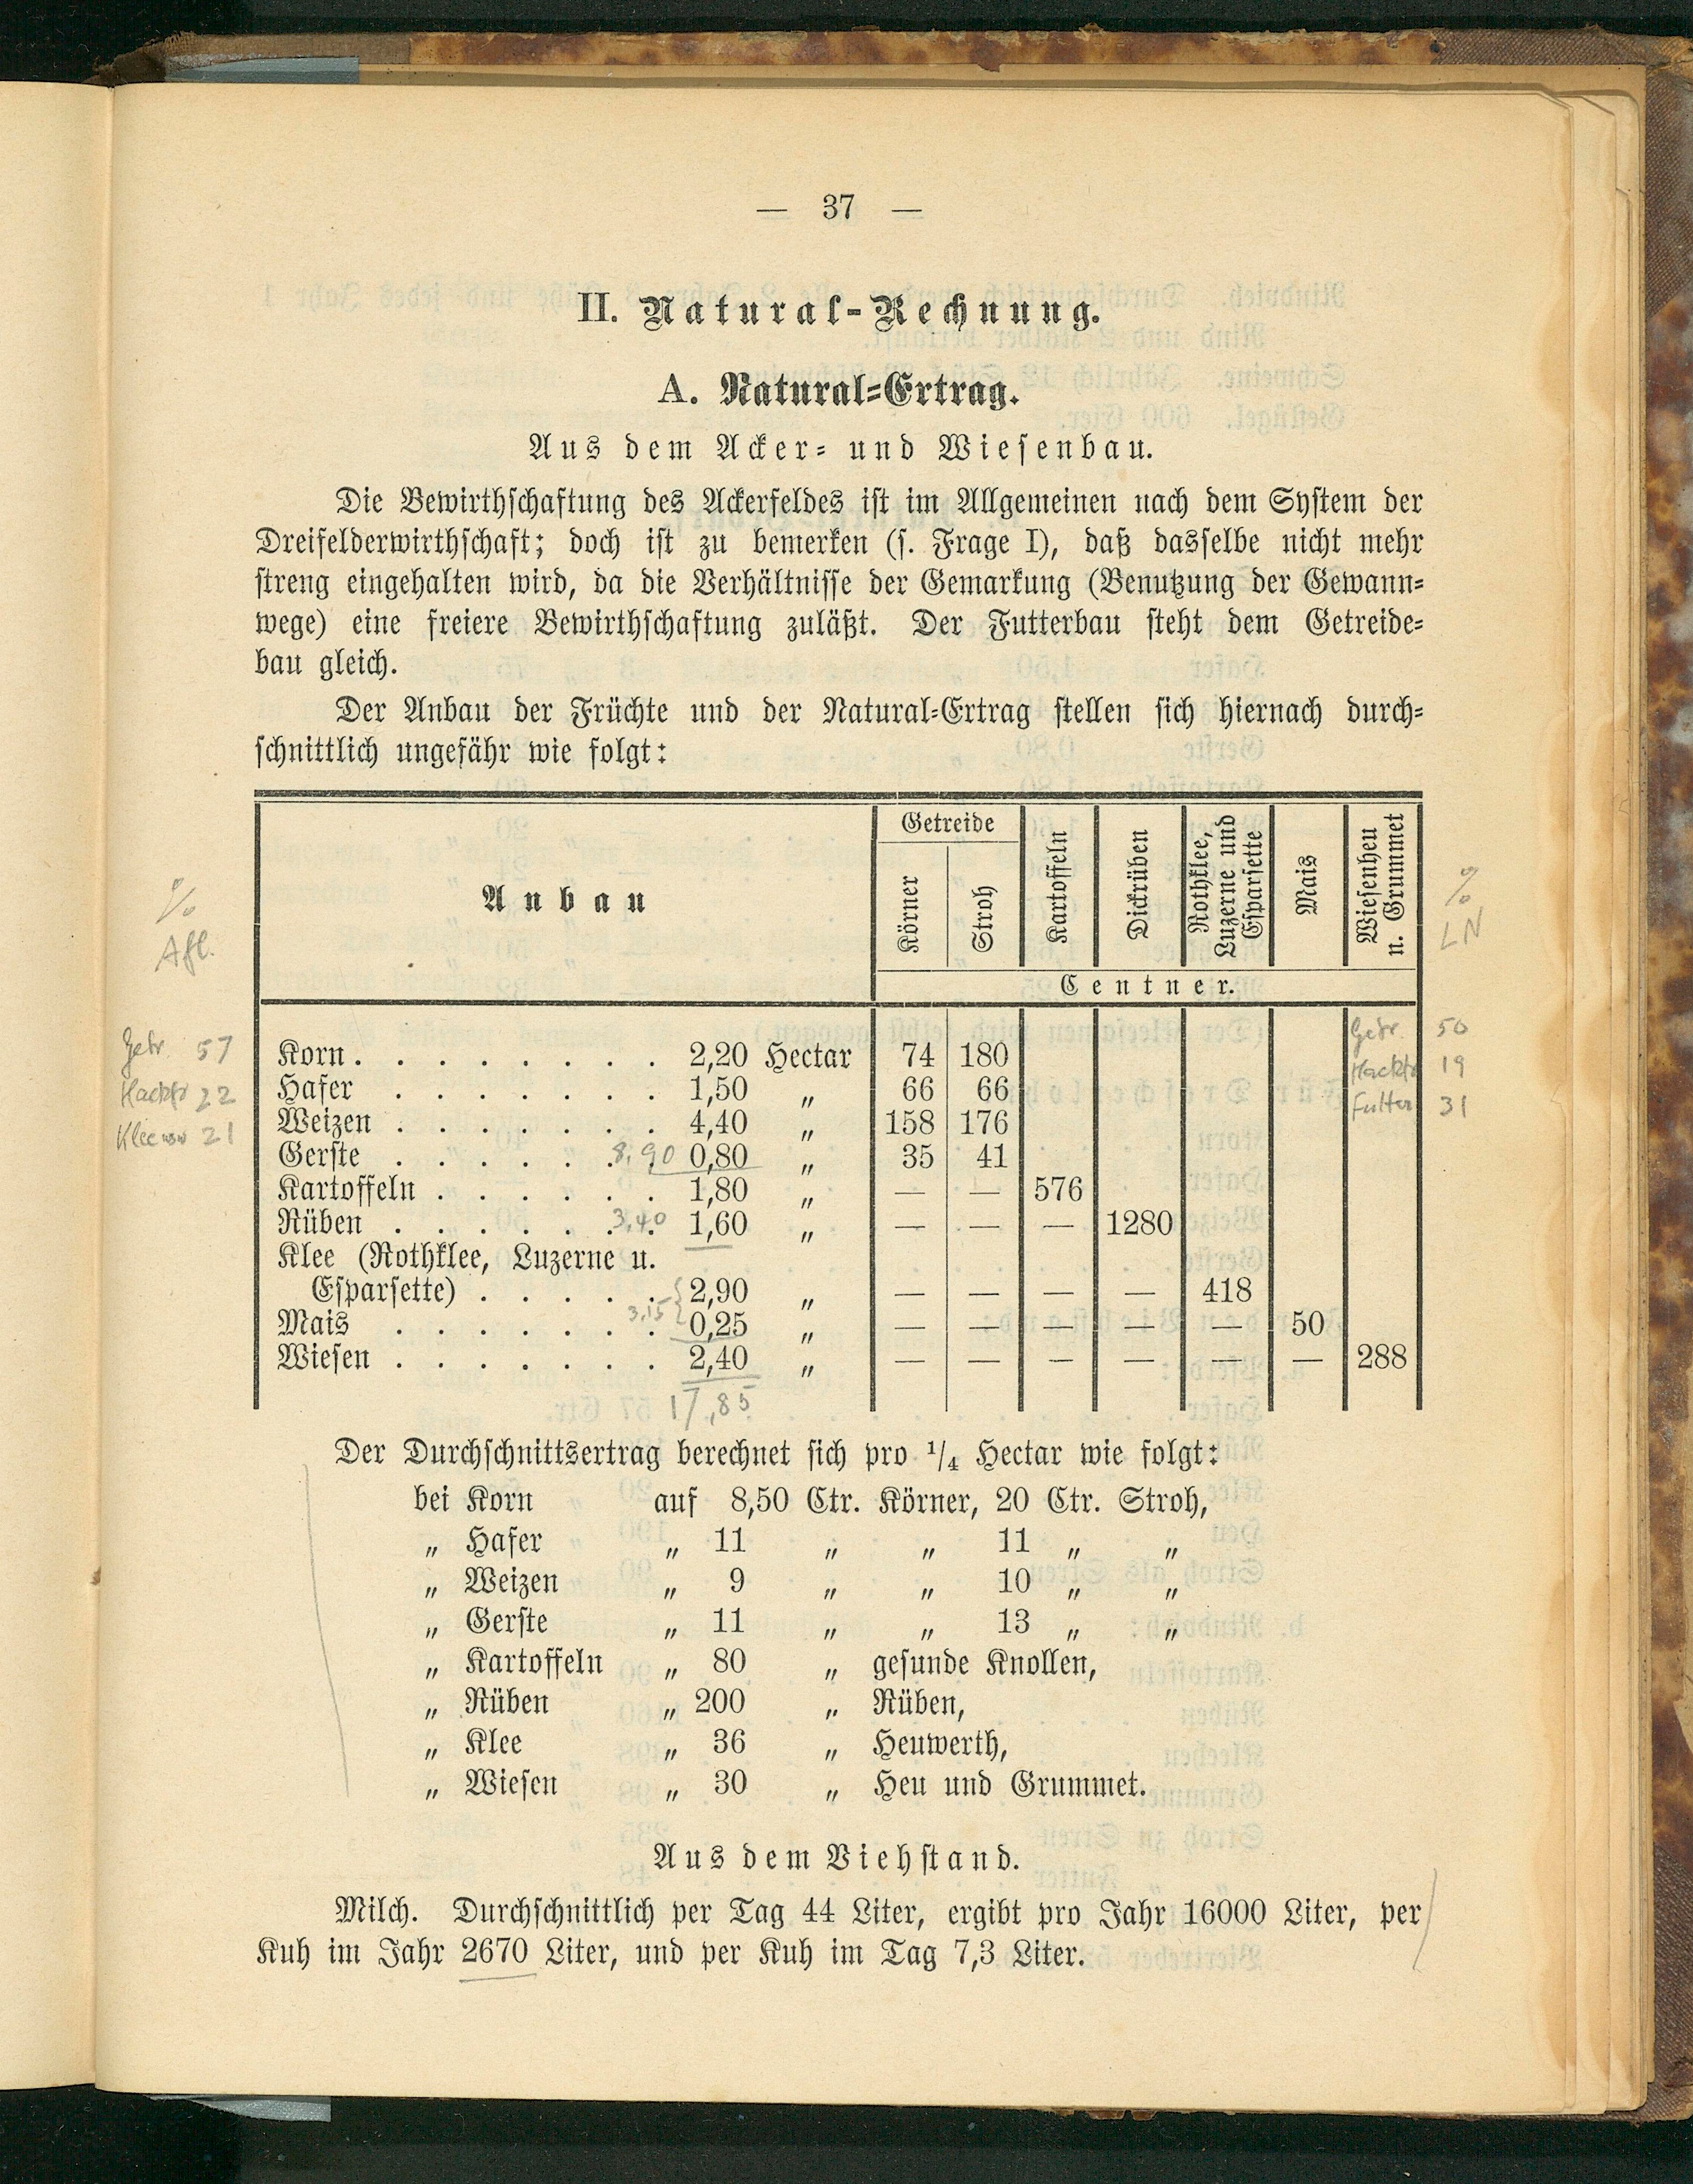 — 37 —
II. Natural-Rechnung.
A. Natural-Ertrag.
Aus dem Acker- und Wiesenbau.
Die Bewirthschaftung des Ackerfeldes ist im Allgemeinen nach dem System der
Dreifelderwirthschaft; doch ist zu bemerken (s. Frage I), daß dasselbe nicht mehr
streng eingehalten wird, da die Verhältnisse der Gemarkung (Benutzung der Gewann-
wege) eine freiere Bewirthschaftung zuläßt. Der Futterbau steht dem Getreide-
bau gleich.
Der Anbau der Früchte und der Natural-Ertrag stellen sich hiernach durch-
schnittlich ungefähr wie folgt:
Anbau
Getreide
Körner
Stroh
Kartoffeln
Dickrüben
Rothklee,
Luzerne und
Esparsette
Mais
Wiesenheu
u. Grummet
Centner.
% Afl.
% LN
Getr. 57
Hackfr 22
21
Getr. 50
Hackfr 19
Futter 31
Korn . . . . . . . . 2,20 Hectar 74 180
Hafer . . . . . . . 1,50 „ 66 66
Weizen . . . . . . . 4,40 „ 158 176
Gerste . . . . . . . 8,90 0,80 „ 35 41
Kartoffeln . . . . . . 1,80 „ — — 576
Rüben . . . . . . . 3,40 1,60 „ — — — 1280
Klee (Rothklee, Luzerne u.
Esparsette) . . . . . 2,90 „ — — — — 418
Mais . . . . . . . 3,15 0,25 „ — — — — — 50
Wiesen . . . . . . . 2,40 „ — — — — — — 288
17,85
Der Durchschnittsertrag berechnet sich pro 1/4 Hectar wie folgt:
bei Korn auf 8,50 Ctr. Körner, 20 Ctr. Stroh,
„ Hafer „ 11 „ „ 11 „ „
„ Weizen „ 9 „ „ 10 „ „
„ Gerste „ 11 „ „ 13 „ „
„ Kartoffeln „ 80 „ gesunde Knollen,
„ Rüben „ 200 „ Rüben,
„ Klee „ 36 „ Heuwerth,
„ Wiesen „ 30 „ Heu und Grummet.
Aus dem Viehstand.
Milch. Durchschnittlich per Tag 44 Liter, ergibt pro Jahr 16000 Liter, per
Kuh im Jahr 2670 Liter, und per Kuh im Tag 7,3 Liter.